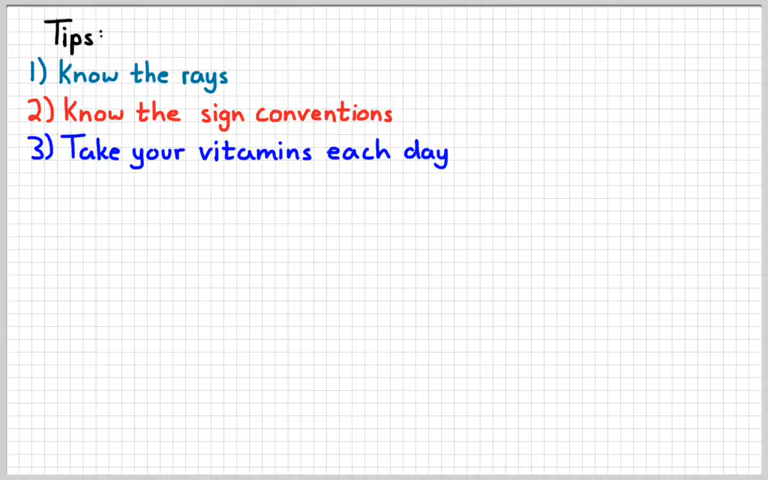 Tips:
1) Know the rays
2) Know the sign conventions
3) Take your vitamins each day